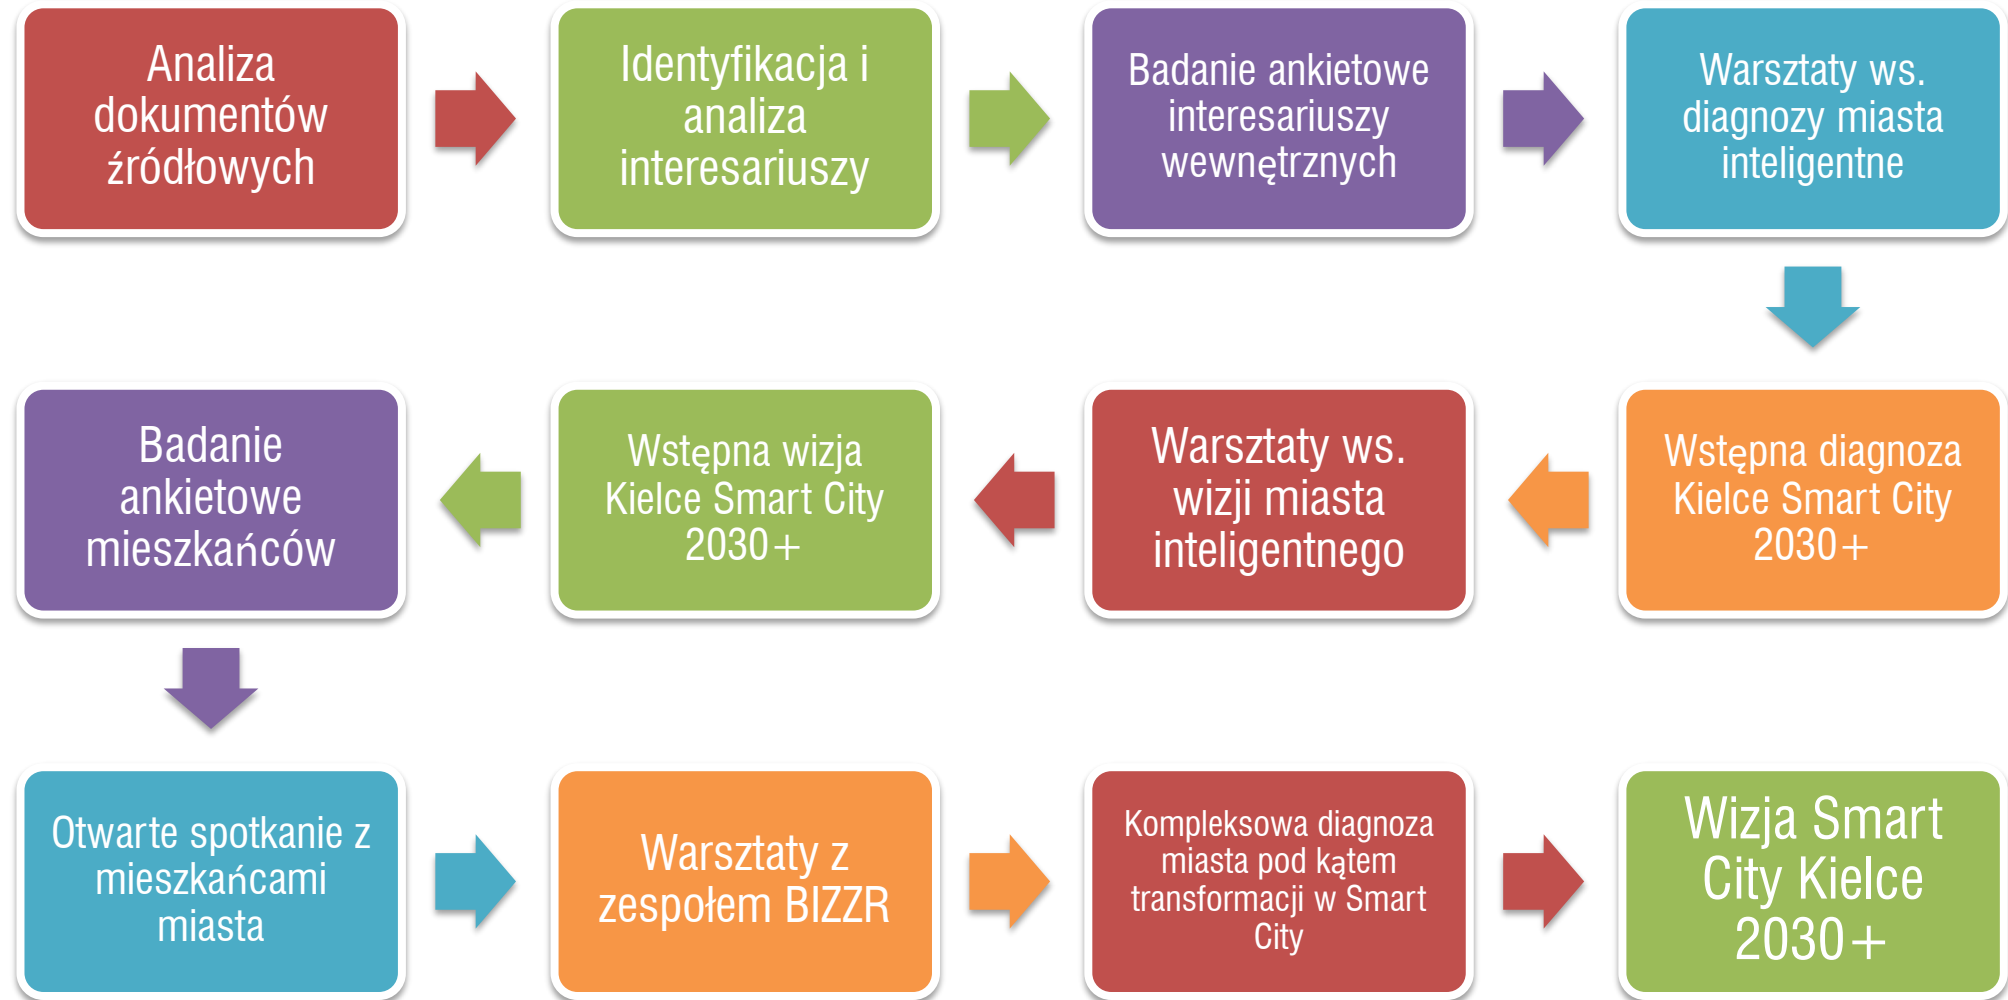 Analiza
dokumentów
źródłowych
Identyfikacja i
analiza
interesariuszy
Badanie ankietowe
interesariuszy
wewnętrznych
Warsztaty ws.
diagnozy miasta
inteligentne
Wstępna diagnoza
Kielce Smart City
2030+
Warsztaty ws.
wizji miasta
inteligentnego
Wstępna wizja
Kielce Smart City
2030+
Badanie
ankietowe
mieszkańców
Otwarte spotkanie z
mieszkańcami
miasta
Warsztaty z
zespołem BIZZR
Kompleksowa diagnoza
miasta pod kątem
transformacji w Smart
City
Wizja Smart
City Kielce
2030+